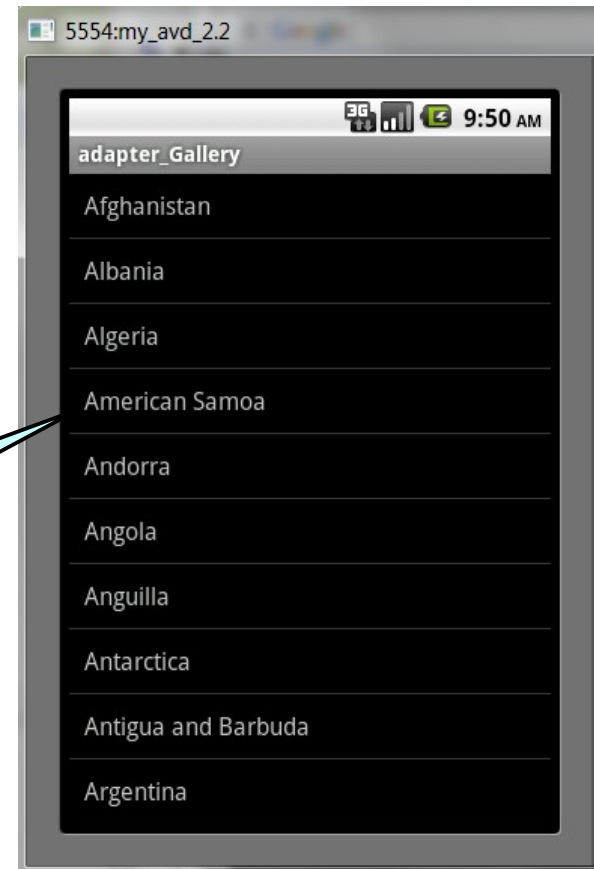 5554:my_avd_2.2
3G 9:50 AM
adapter_Gallery
Afghanistan
Albania
Algeria
American Samoa
Andorra
Angola
Anguilla
Antarctica
Antigua and Barbuda
Argentina